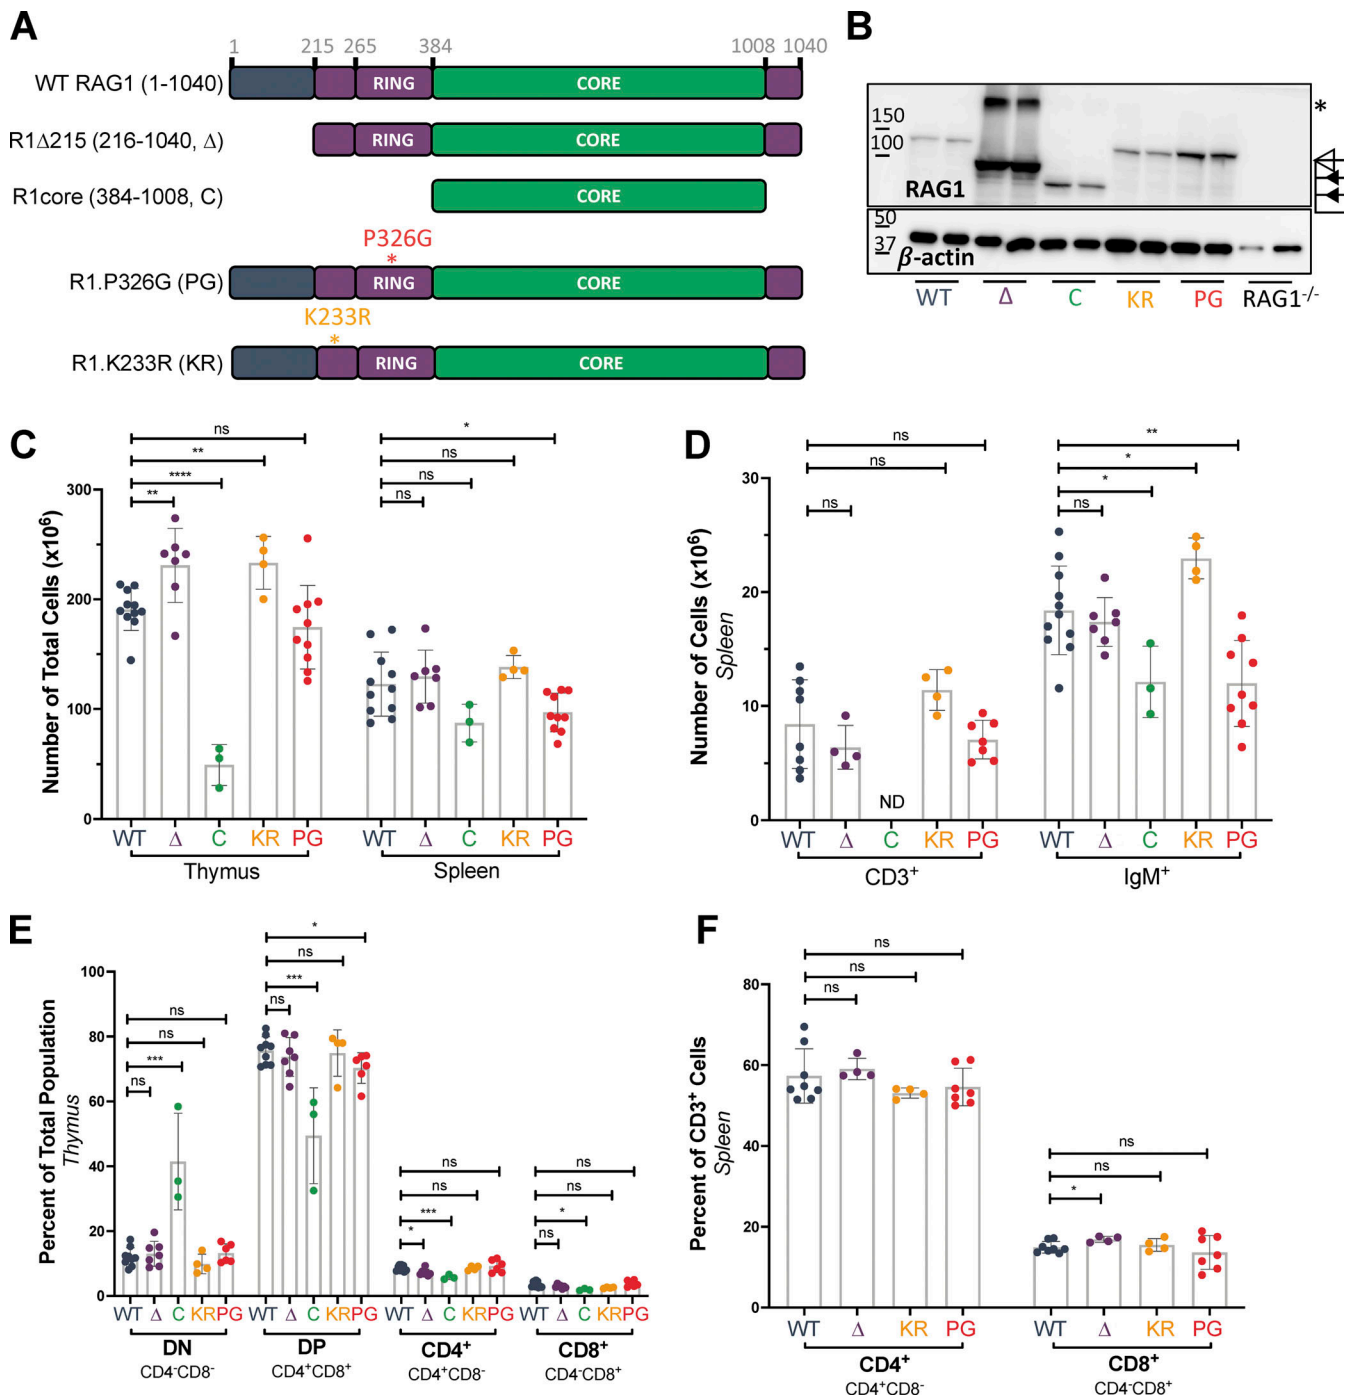 A
1 215 265 384 1008 1040
WT RAG1 (1-1040) RING CORE
R1Δ215 (216-1040, Δ) RING CORE
R1core (384-1008, C) CORE
P326G
*
R1.P326G (PG) RING CORE
K233R
*
R1.K233R (KR) RING CORE
B
150
100
RAG1
*
50
37
β-actin
WT Δ C KR PG RAG1-/-
C
Number of Total Cells (x10⁶)
300
200
100
0
ns
**
****
**
*
ns
ns
ns
WT Δ C KR PG WT Δ C KR PG
Thymus Spleen
D
Number of Cells (x10⁶)
Spleen
30
20
10
0
ns
ns
ns
**
*
*
ns
ND
WT Δ C KR PG WT Δ C KR PG
CD3⁺ IgM⁺
E
Percent of Total Population
Thymus
100
80
60
40
20
0
ns
ns
***
ns
*
ns
***
ns
ns
ns
***
*
ns
ns
*
ns
WT Δ C KR PG WT Δ C KR PG WT Δ C KR PG WT Δ C KR PG
DN DP CD4⁺ CD8⁺
CD4⁻CD8⁻ CD4⁺CD8⁺ CD4⁺CD8⁻ CD4⁻CD8⁺
F
Percent of CD3⁺ Cells
Spleen
80
60
40
20
0
ns
ns
ns
ns
ns
*
WT Δ KR PG WT Δ KR PG
CD4⁺ CD8⁺
CD4⁺CD8⁻ CD4⁻CD8⁺